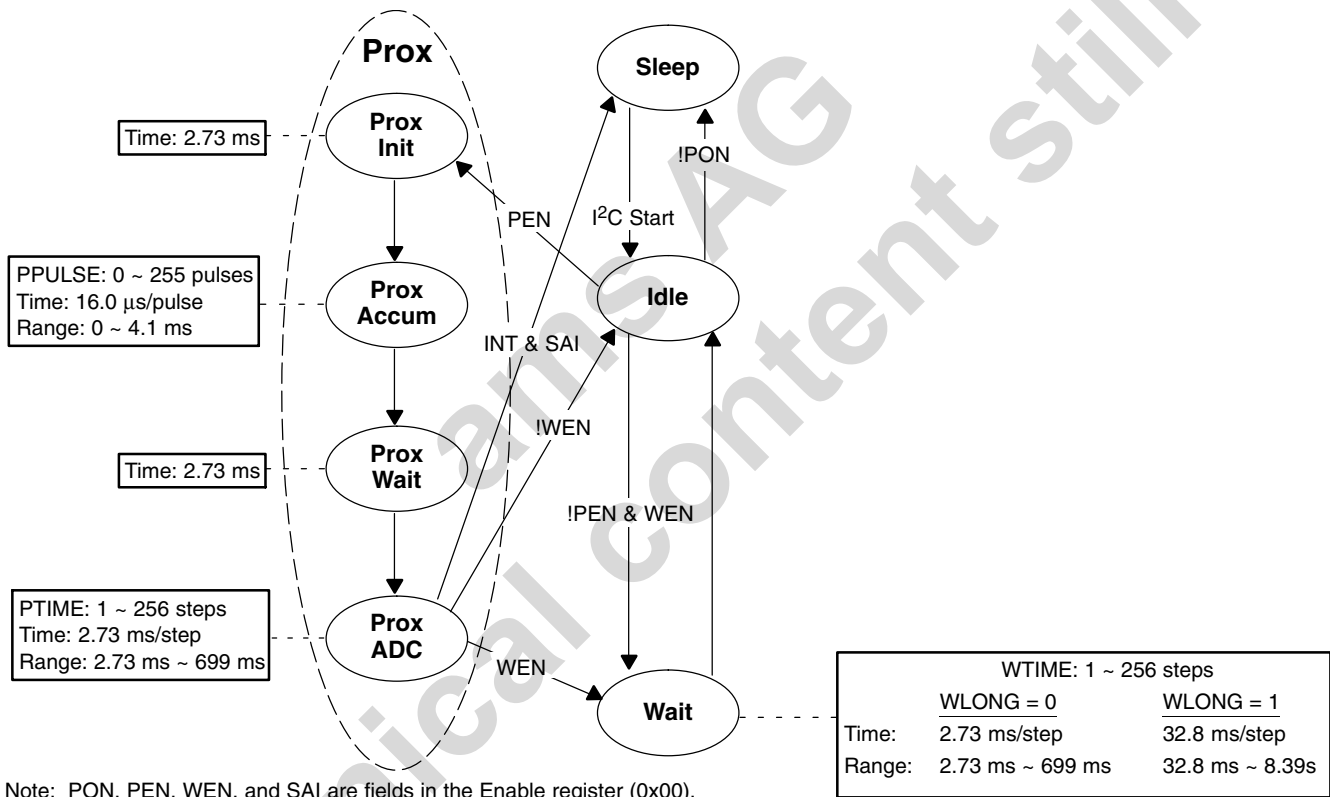 Prox
Sleep
Prox
Init
Time: 2.73 ms
!PON
PEN
I²C Start
PPULSE: 0 ~ 255 pulses
Time: 16.0 μs/pulse
Range: 0 ~ 4.1 ms
Prox
Accum
Idle
INT & SAI
!WEN
Prox
Wait
Time: 2.73 ms
!PEN & WEN
PTIME: 1 ~ 256 steps
Time: 2.73 ms/step
Range: 2.73 ms ~ 699 ms
Prox
ADC
WEN
Wait
WTIME: 1 ~ 256 steps
WLONG = 0 WLONG = 1
Time: 2.73 ms/step 32.8 ms/step
Range: 2.73 ms ~ 699 ms 32.8 ms ~ 8.39s
Note: PON, PEN, WEN, and SAI are fields in the Enable register (0x00).
ams AG
content still